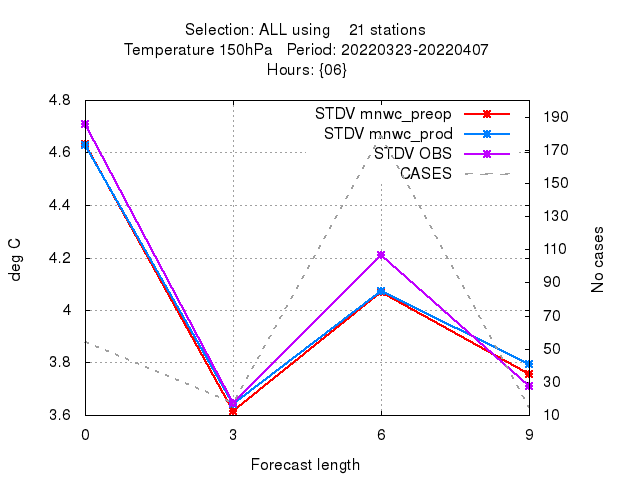 Selection: ALL using    21 stations
Temperature 150hPa   Period: 20220323-20220407
Hours: {06}
4.8
4.6
4.4
4.2
4
3.8
3.6
deg C
STDV mnwc_preop
STDV mnwc_prod
STDV OBS
CASES
190
170
150
130
110
90
70
50
30
10
No cases
0
3
6
9
Forecast length